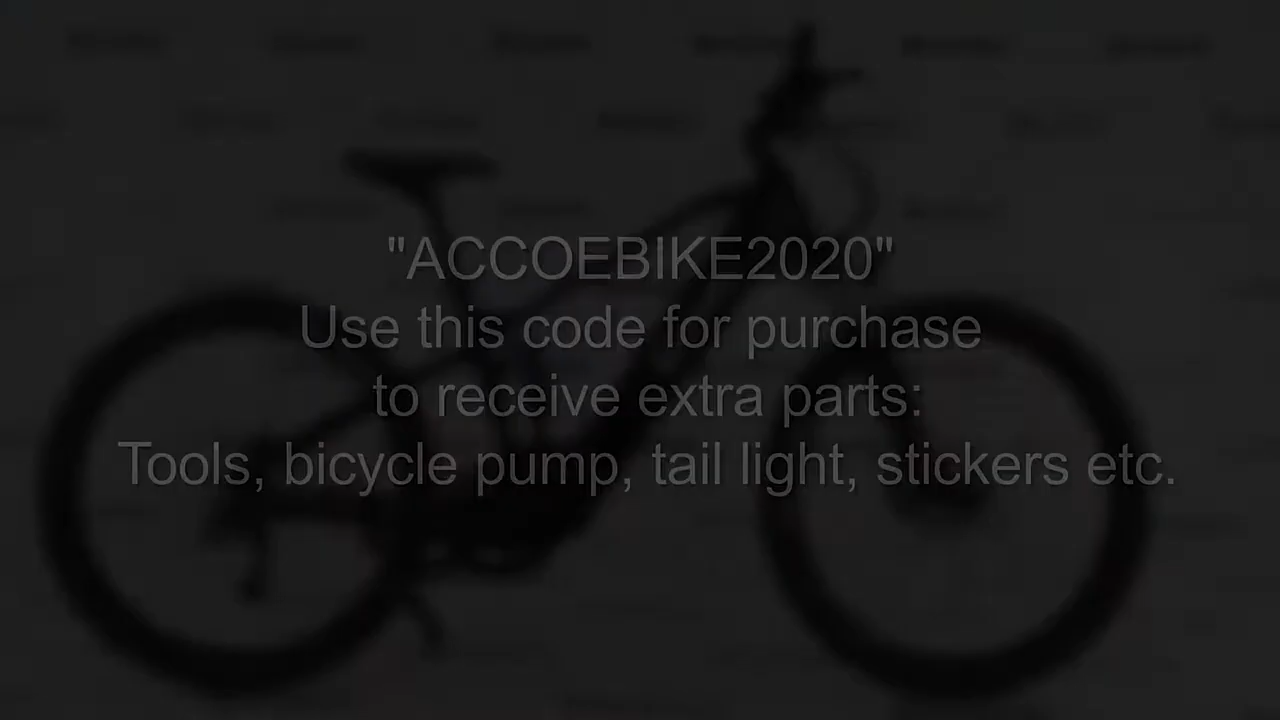 "ACCOEBIKE2020"
Use this code for purchase
to receive extra parts:
Tools, bicycle pump, tail light, stickers etc.